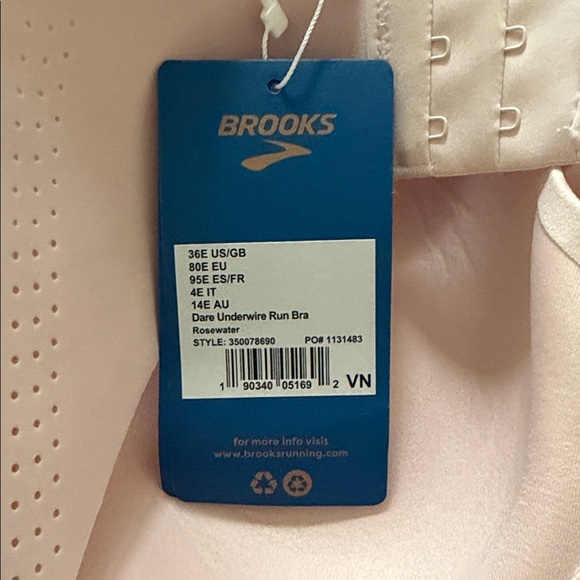 BROOKS
36E US/GB
80E EU
95E ES/FR
4E IT
14E AU
Dare Underwire Run Bra
Rosewater
STYLE: 350078690 PO# 1131483
1 90340 05169 2 VN
for more info visit
www.brooksrunning.com